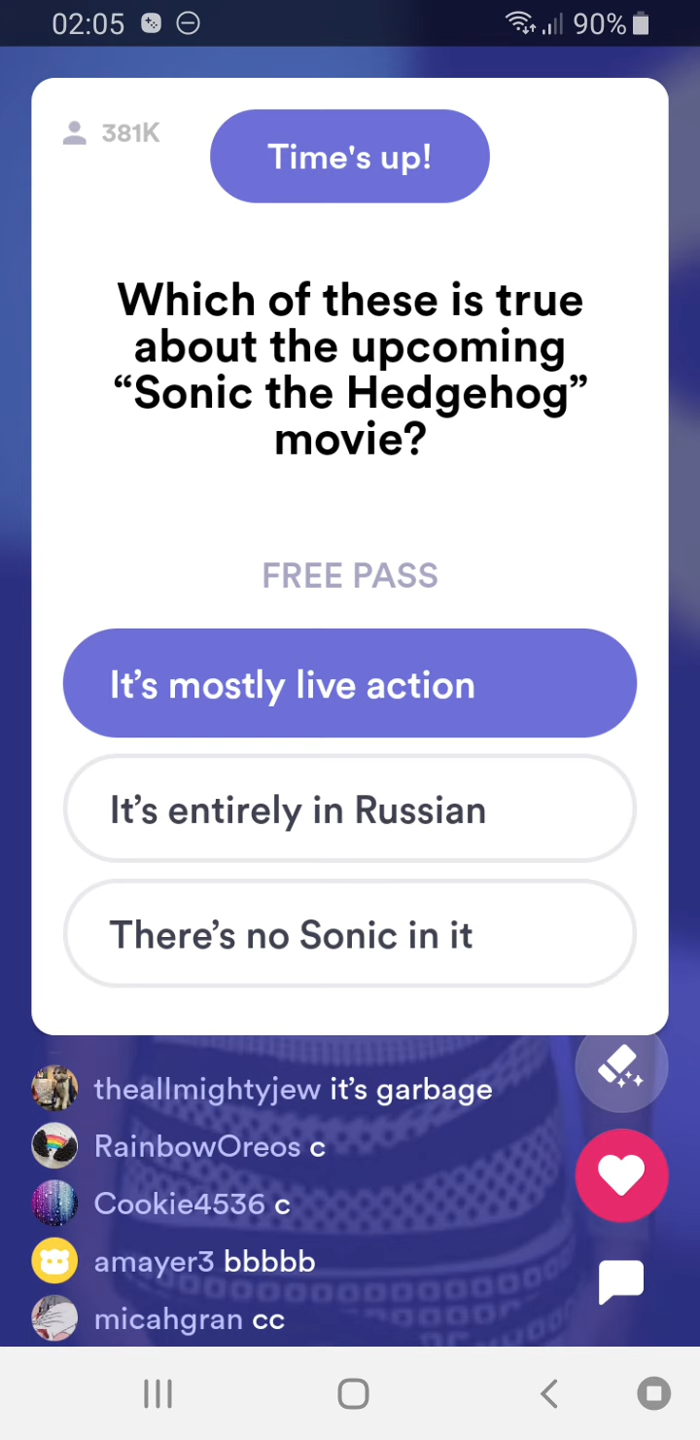 02:05 90%
381K
Time's up!
Which of these is true
about the upcoming
“Sonic the Hedgehog”
movie?
FREE PASS
It’s mostly live action
It’s entirely in Russian
There’s no Sonic in it
theallmightyjew it’s garbage
RainbowOreos c
Cookie4536 c
amayer3 bbbbb
micahgran cc